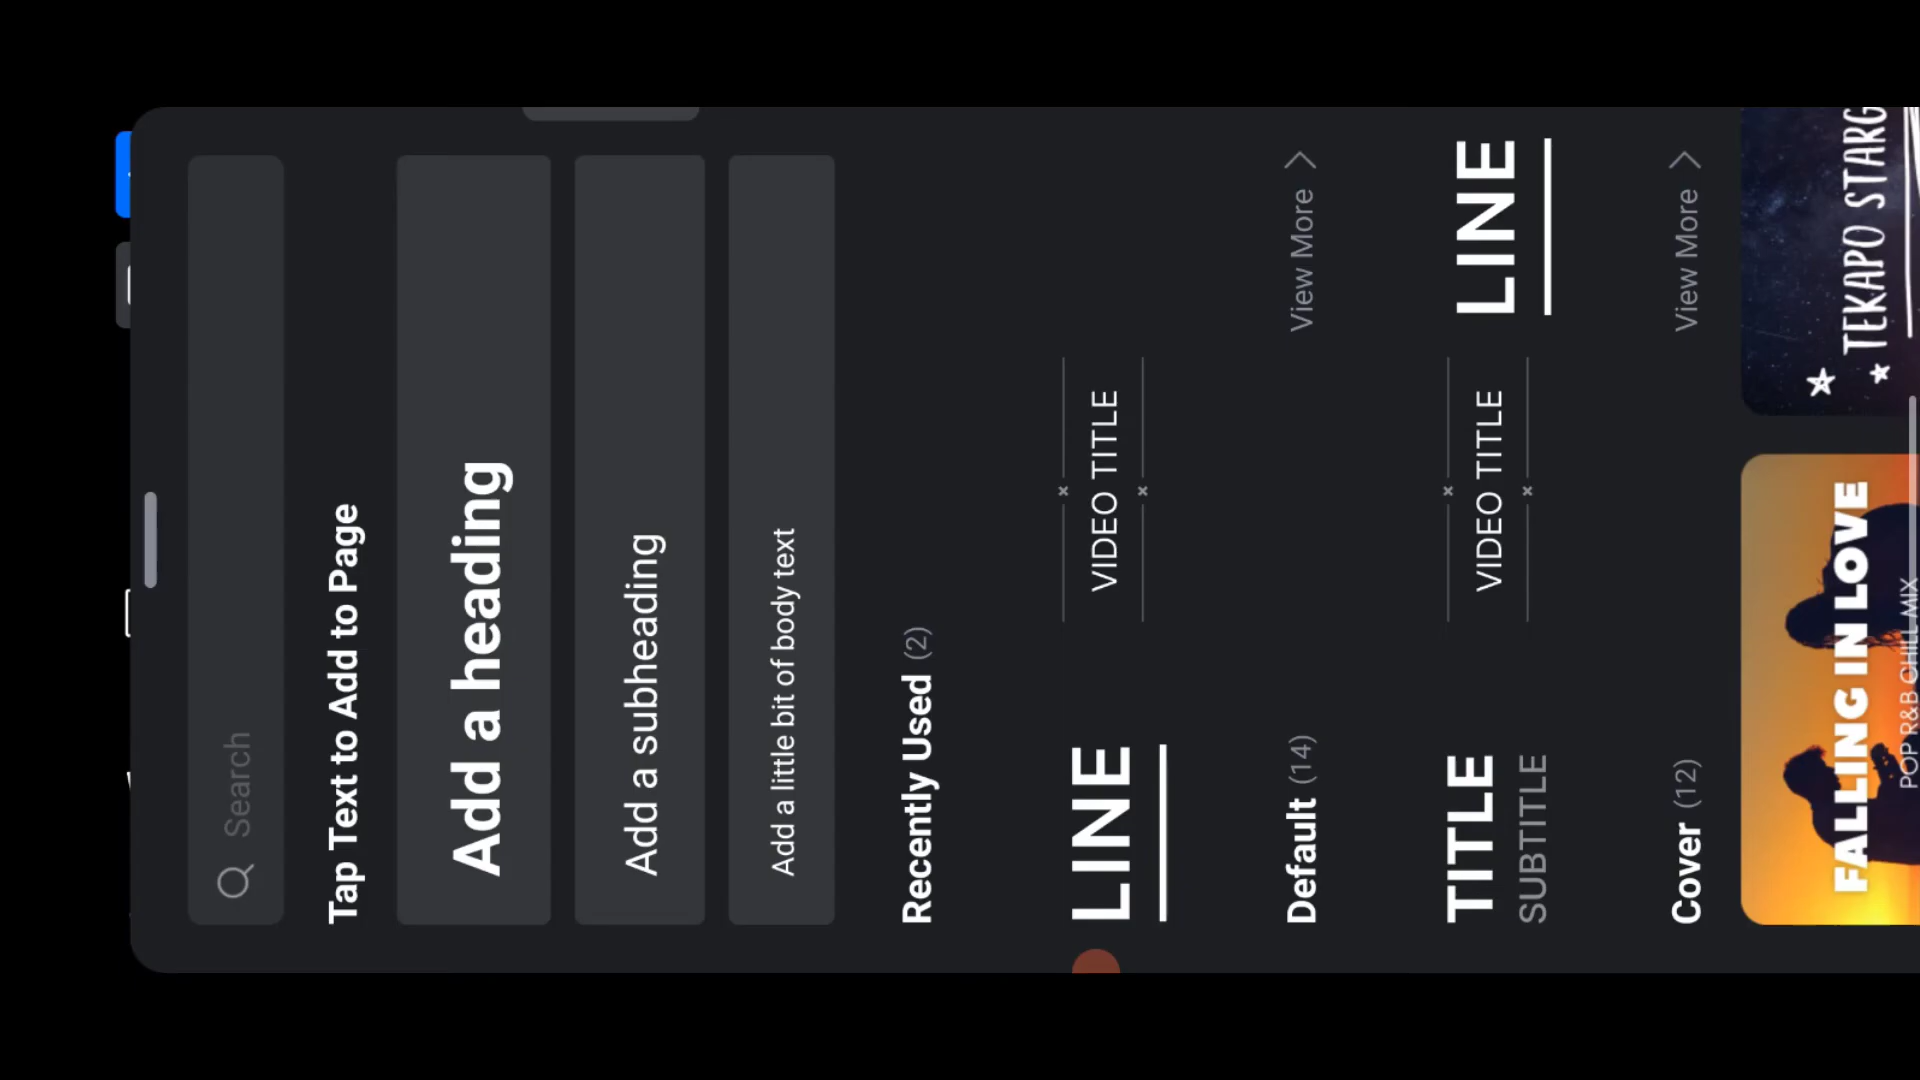 Search
Tap Text to Add to Page
Add a heading
Add a subheading
Add a little bit of body text
Recently Used (2)
LINE
VIDEO TITLE
Default (14)
View More
TITLE
SUBTITLE
VIDEO TITLE
LINE
Cover (12)
View More
FALLING IN LOVE
POP R&B CHILL MIX
TEKAPO STARG